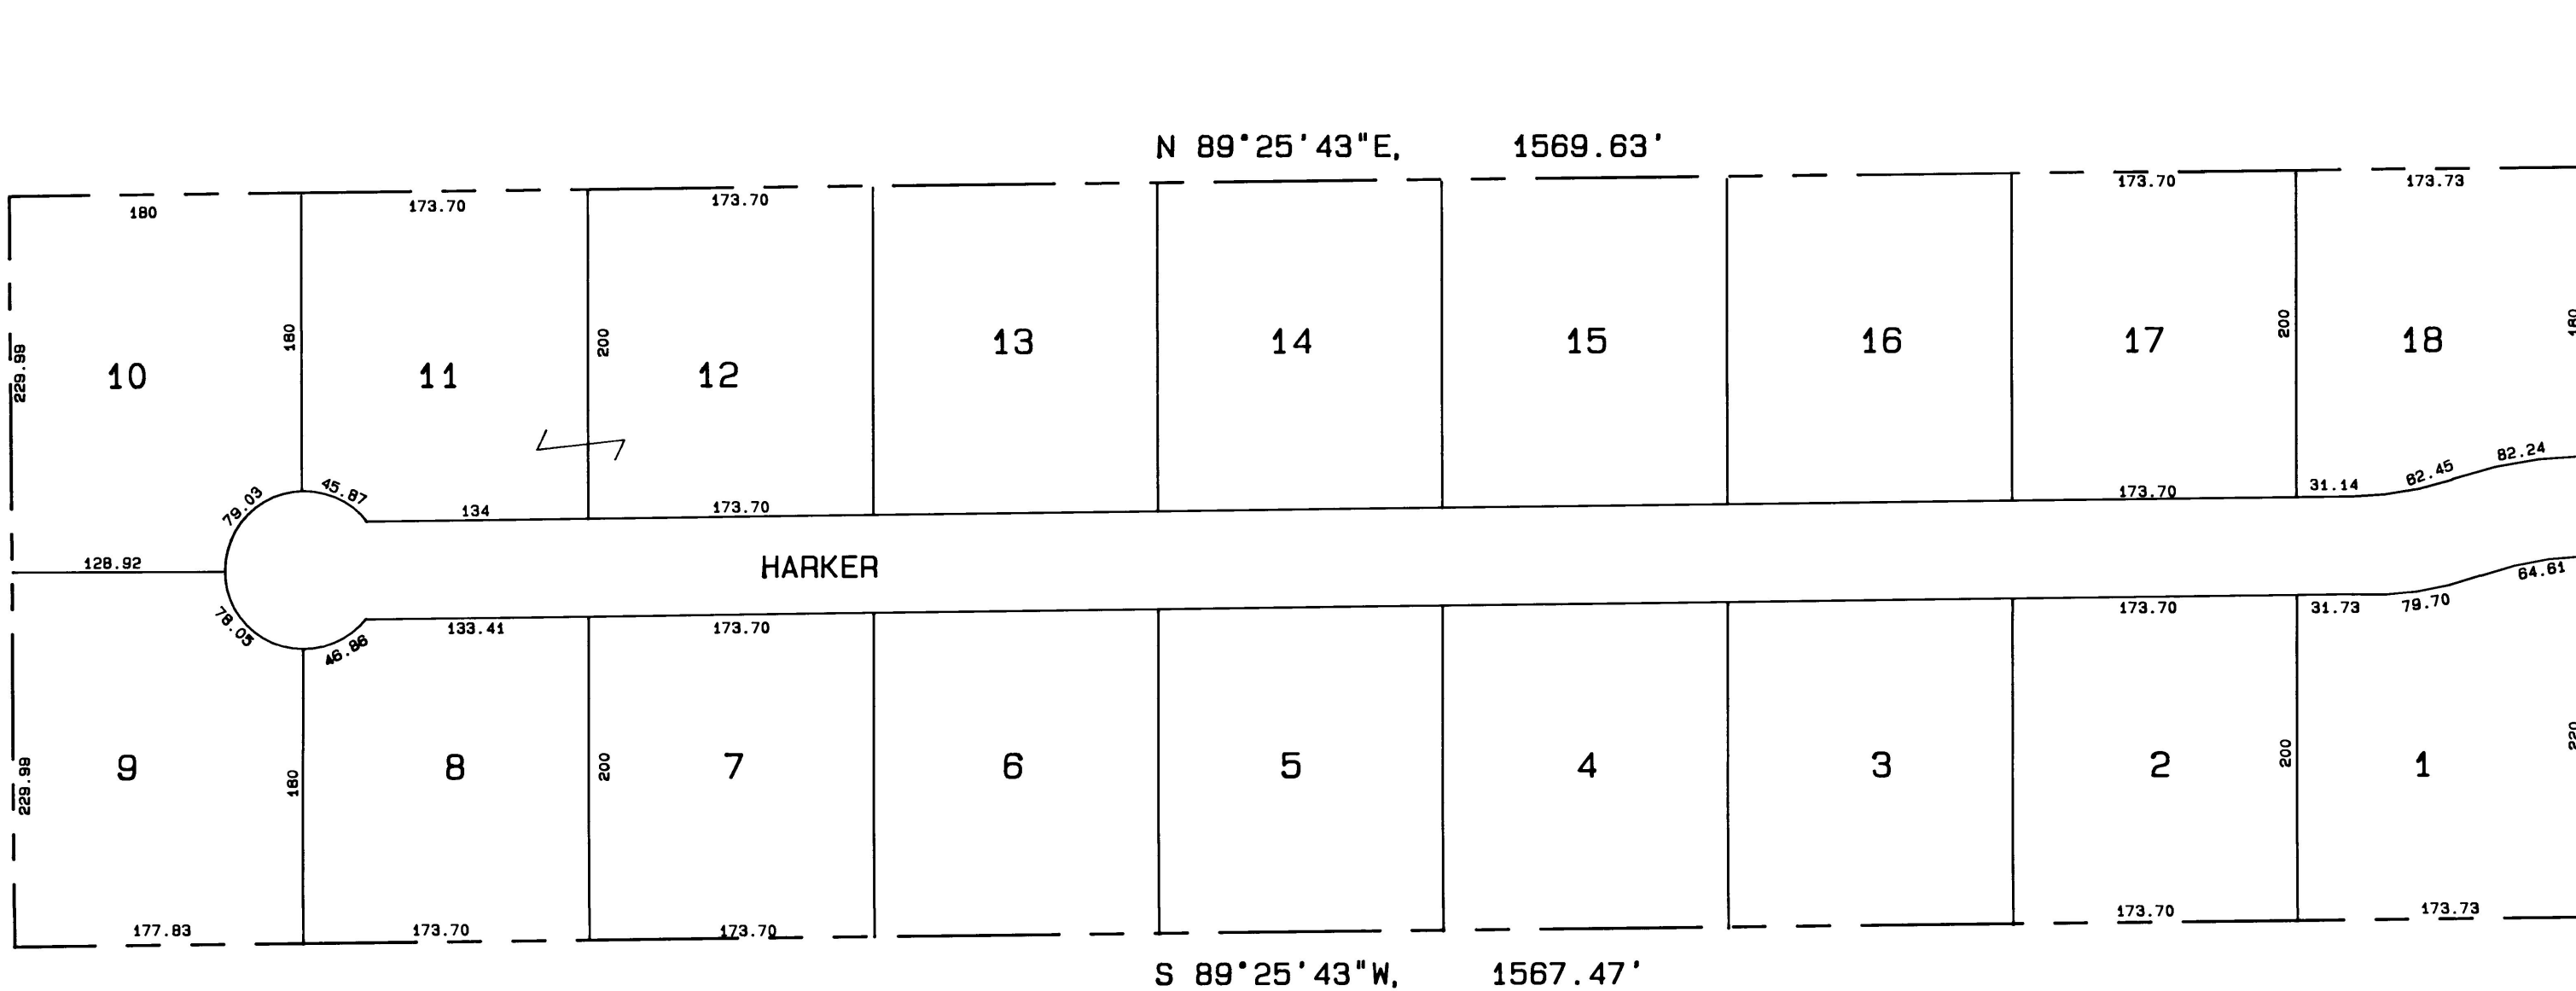 N 89°25'43"E, 1569.63'
180 173.70 173.70 173.70 173.73
229.99 180 200 200 180
10 11 12 13 14 15 16 17 18
79.03 45.87 134 173.70 173.70 31.14 82.45 82.24
128.92 HARKER
78.05 46.86 133.41 173.70 173.70 31.73 79.70 64.61
9 8 7 6 5 4 3 2 1
229.99 180 200 200 220
177.83 173.70 173.70 173.70 173.73
S 89°25'43"W, 1567.47'